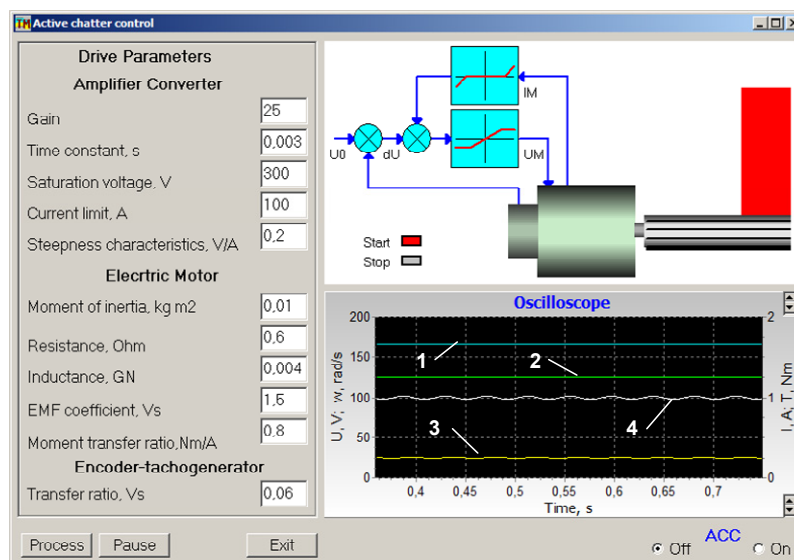 Active chatter control
Drive Parameters
Amplifier Converter
Gain 25
Time constant, s 0,003
Saturation voltage. V 300
Current limit, A 100
Steepness characteristics, V/A 0,2
Elecrtric Motor
Moment of inertia, kg m2 0,01
Resistance, Ohm 0,6
Inductance, GN 0,004
EMF coefficient, Vs 1,5
Moment transfer ratio,Nm/A 0,8
Encoder-tachogenerator
Transfer ratio, Vs 0,06
Process Pause Exit
IM
U0 dU UM
Start
Stop
Oscilloscope
200 2
150
100 1
50
0 0
U, V; w, rad/s
I, A; T, Nm
1 2
3 4
0,4 0,45 0,5 0,55 0,6 0,65 0,7
Time, s
ACC
Off On